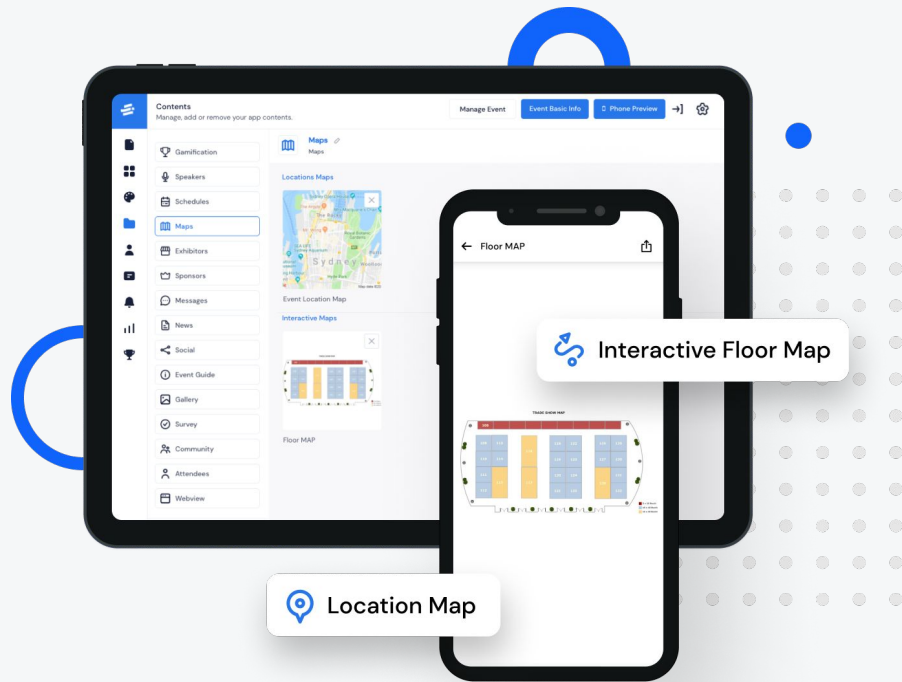 Contents
Manage, add or remove your app contents.
Manage Event
Event Basic Info
Phone Preview
Gamification
Speakers
Schedules
Maps
Exhibitors
Sponsors
Messages
News
Social
Event Guide
Gallery
Survey
Community
Attendees
Webview
Maps
Maps
Locations Maps
The Rocks
Sydney
Event Location Map
Interactive Maps
Floor MAP
Floor MAP
TRADE SHOW MAP
Interactive Floor Map
Location Map